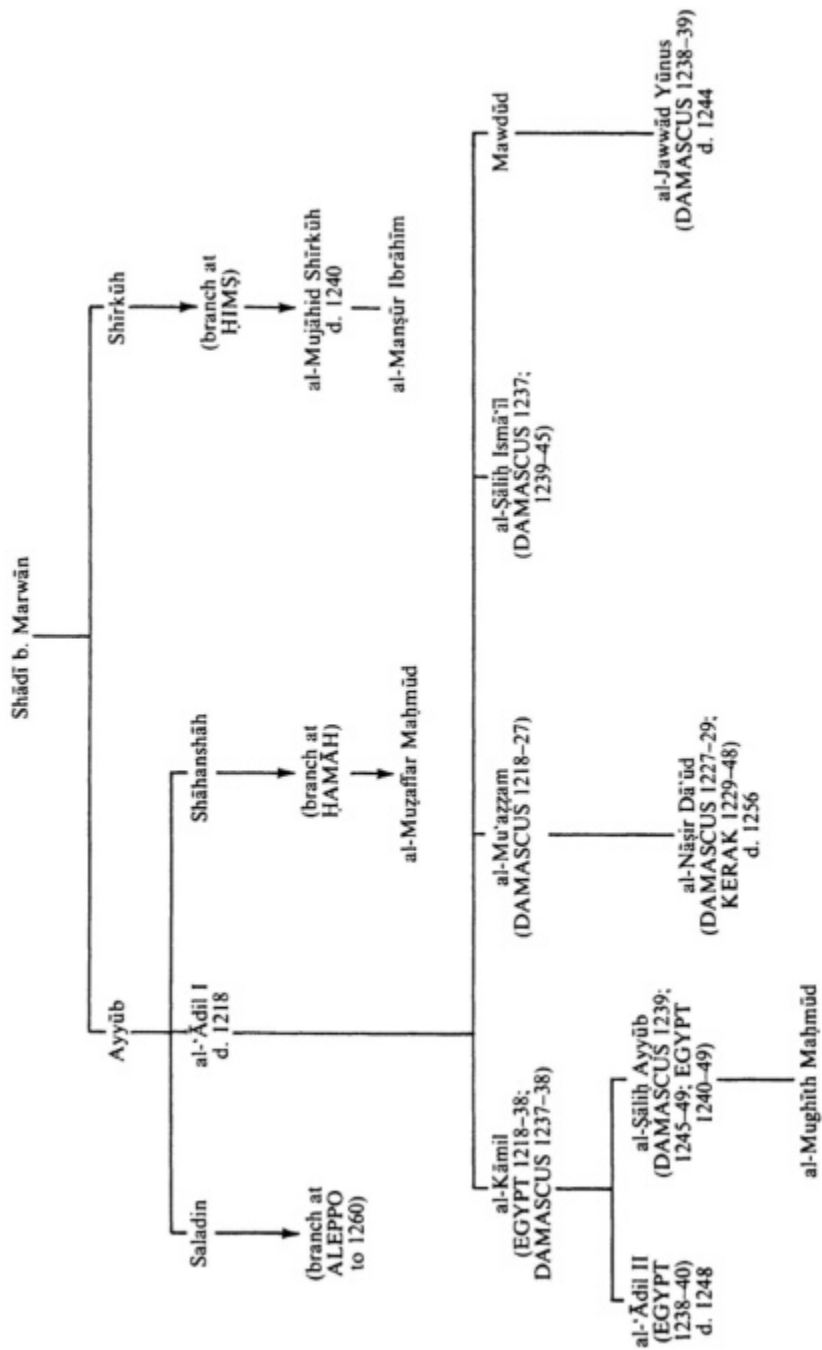 Shādī b. Marwān
Ayyūb
Shīrkūh
Saladin
al-ʿĀdil I
d. 1218
Shāhanshāh
(branch at
ḤIMṢ)
(branch at
ALEPPO
to 1260)
(branch at
ḤAMĀH)
al-Mujāhid Shīrkūh
d. 1240
al-Muẓaffar Maḥmūd
al-Manṣūr Ibrāhīm
al-Kāmil
(EGYPT 1218–38;
DAMASCUS 1237–38)
al-Muʿaẓẓam
(DAMASCUS 1218–27)
al-Ṣāliḥ Ismāʿīl
(DAMASCUS 1237;
1239–45)
Mawdūd
al-ʿĀdil II
(EGYPT
1238–40)
d. 1248
al-Ṣāliḥ Ayyūb
(DAMASCUS 1239;
1245–49; EGYPT
1240–49)
al-Nāṣir Dāʾūd
(DAMASCUS 1227–29;
KERAK 1229–48)
d. 1256
al-Jawwād Yūnus
(DAMASCUS 1238–39)
d. 1244
al-Mughīth Maḥmūd